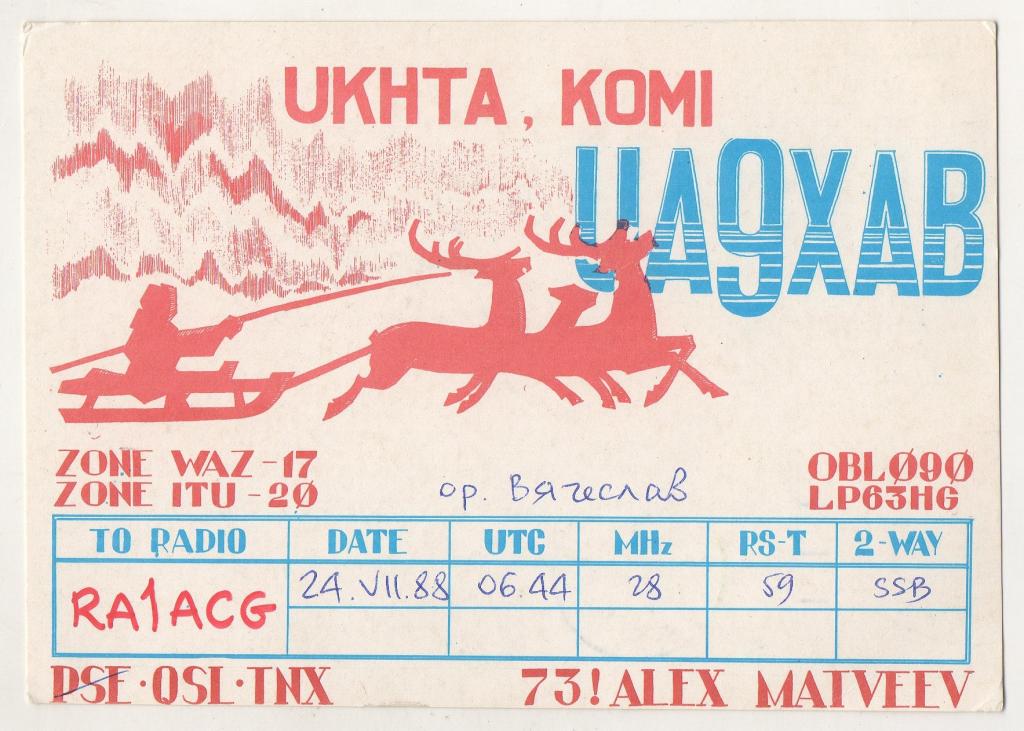 UKHTA, KOMI
UA9XAB
ZONE WAZ-17
ZONE ITU-2Ø
ор. Вячеслав
OBLØ9Ø
LP63HG
TO RADIO DATE UTC MHz RS-T 2-WAY
RA1ACG 24.VII.88 06.44 28 59 SSB
PSE·QSL·TNX 73! ALEX MATVEEV